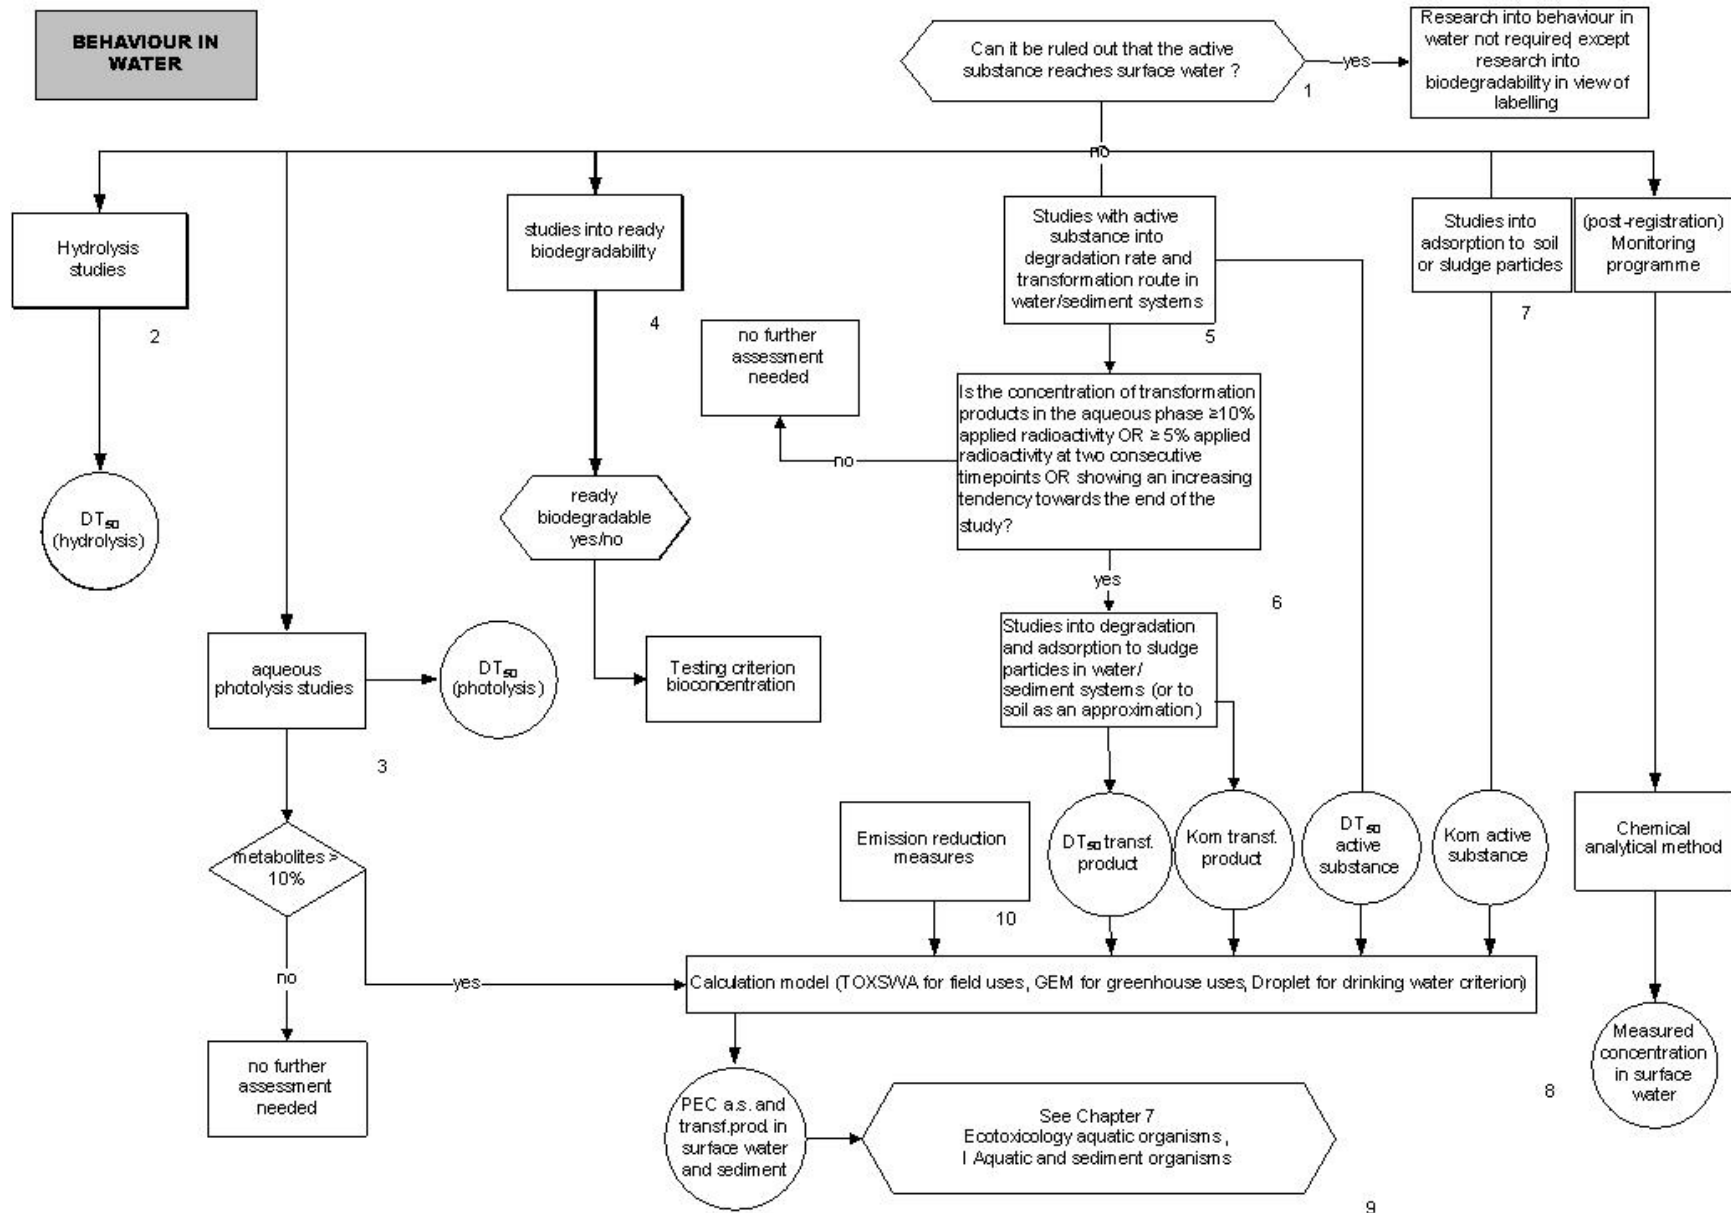 BEHAVIOUR IN
WATER
Can it be ruled out that the active
substance reaches surface water ?
1
yes
Research into behaviour in
water not required, except
research into
biodegradability in view of
labelling
no
Hydrolysis
studies
2
studies into ready
biodegradability
4
Studies with active
substance into
degradation rate and
transformation route in
water/sediment systems
5
Studies into
adsorption to soil
or sludge particles
7
(post-registration)
Monitoring
programme
no further
assessment
needed
no
Is the concentration of transformation
products in the aqueous phase ≥10%
applied radioactivity OR ≥ 5% applied
radioactivity at two consecutive
timepoints OR showing an increasing
tendency towards the end of the
study?
6
yes
DT50
(hydrolysis)
ready
biodegradable
yes/no
aqueous
photolysis studies
3
DT50
(photolysis)
Testing criterion
bioconcentration
Studies into degradation
and adsorption to sludge
particles in water/
sediment systems (or to
soil as an approximation)
metabolites >
10%
Emission reduction
measures
10
DT50 transf.
product
Kom transf.
product
DT50
active
substance
Kom active
substance
Chemical
analytical method
no
yes
Calculation model (TOXSWA for field uses, GEM for greenhouse uses, Droplet for drinking water criterion)
8
no further
assessment
needed
PEC a.s. and
transf.prod. in
surface water
and sediment
See Chapter 7
Ecotoxicology aquatic organisms ,
I Aquatic and sediment organisms
9
Measured
concentration
in surface
water